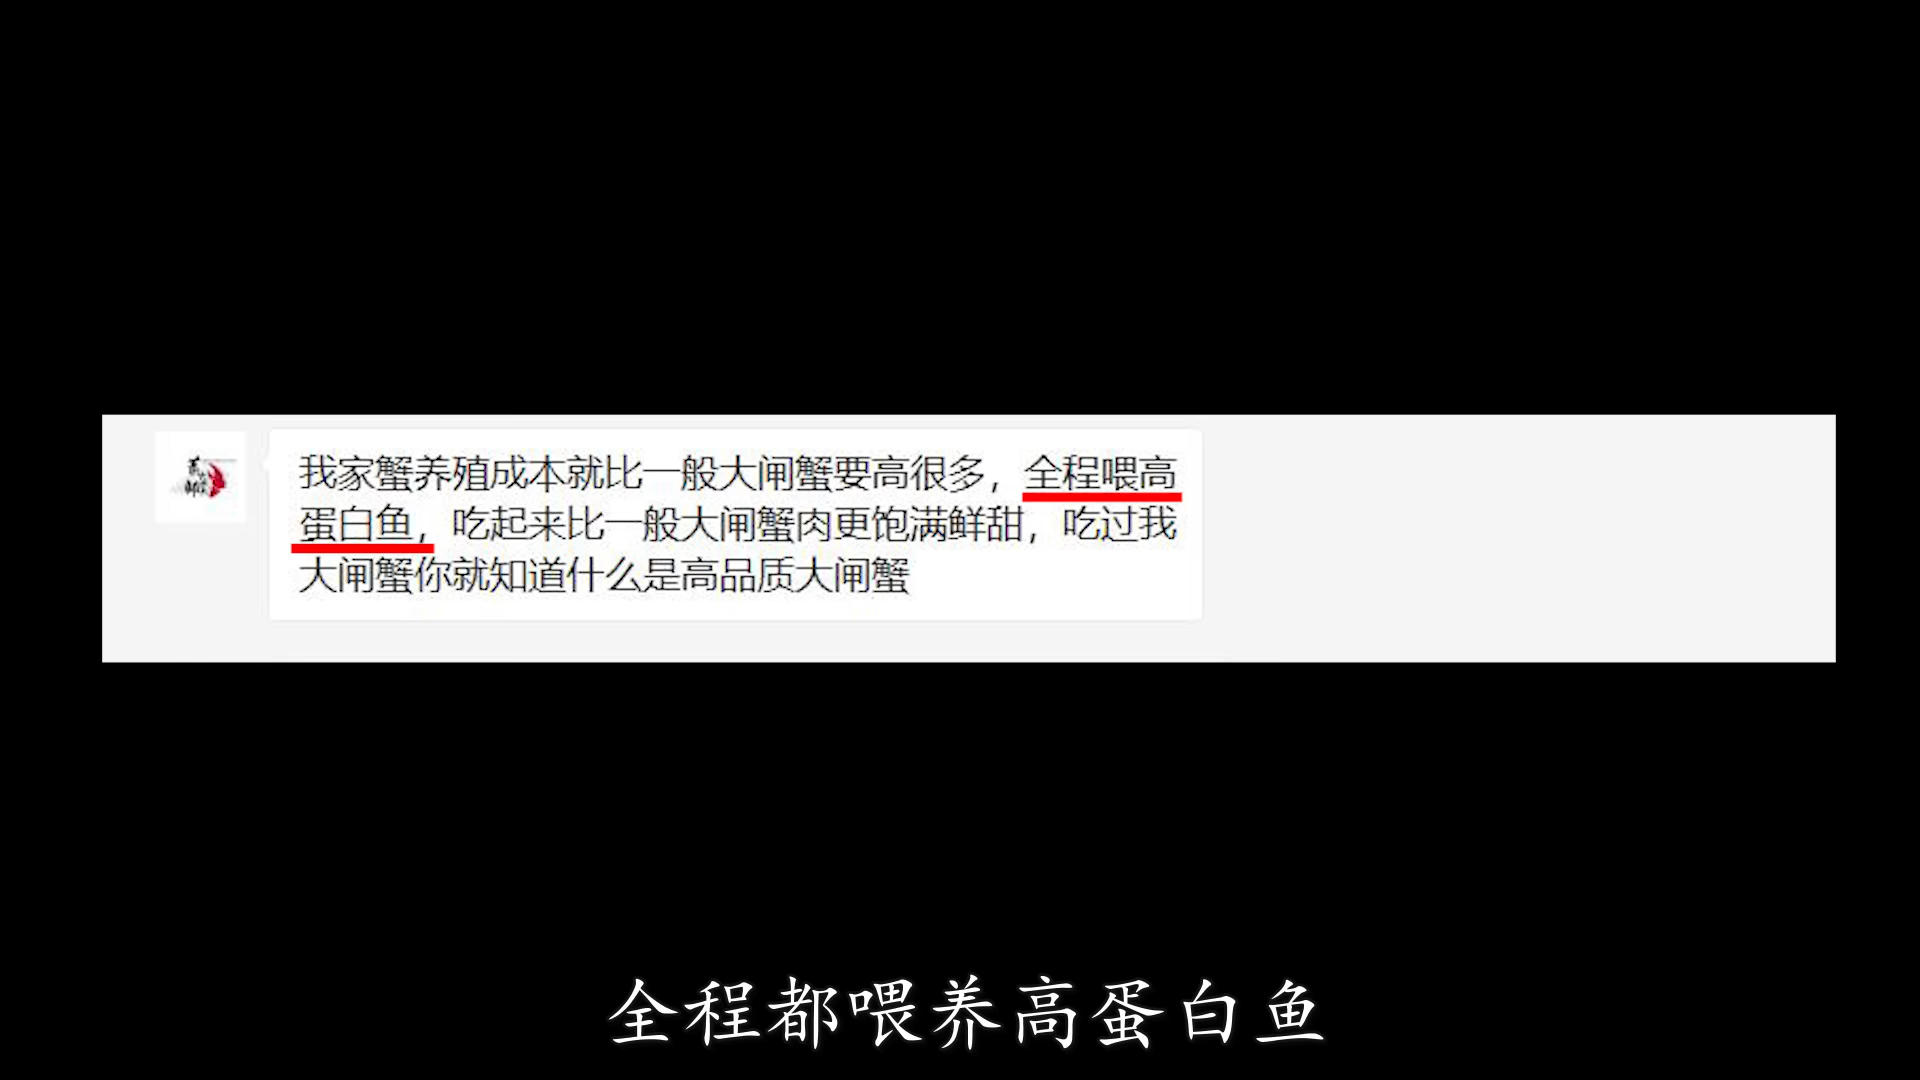 我家蟹养殖成本就比一般大闸蟹要高很多，全程喂高
蛋白鱼，吃起来比一般大闸蟹肉更饱满鲜甜，吃过我
大闸蟹你就知道什么是高品质大闸蟹
全程都喂养高蛋白鱼